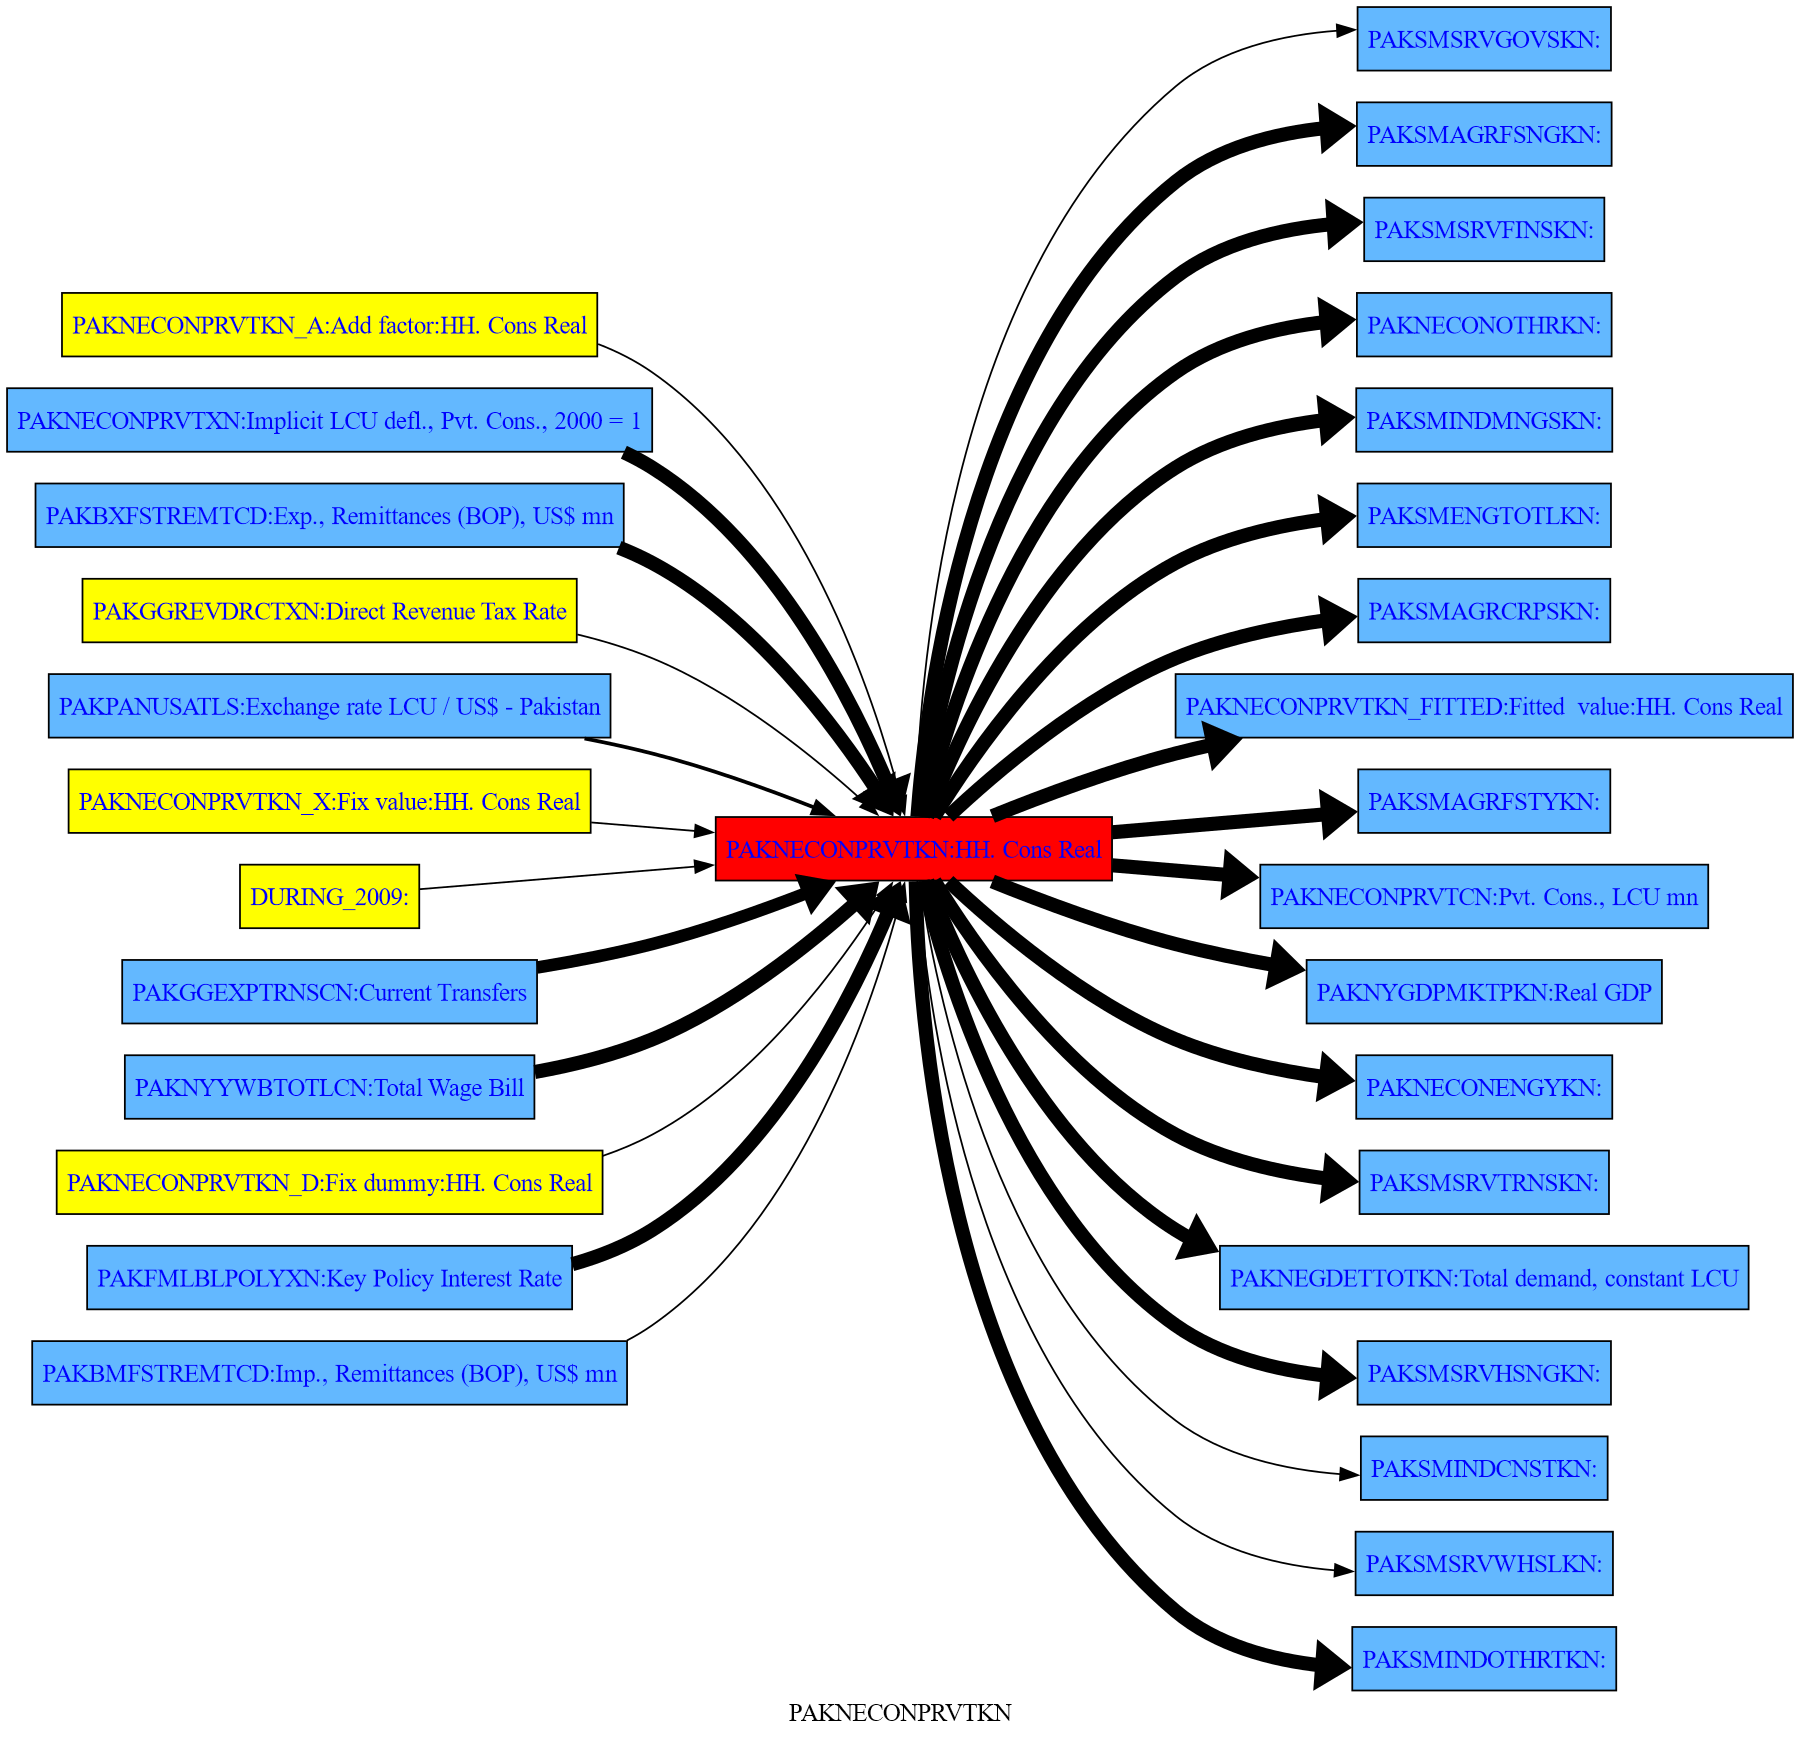 PAKNECONPRVTKN_A:Add factor:HH. Cons Real
PAKNECONPRVTXN:Implicit LCU defl., Pvt. Cons., 2000 = 1
PAKBXFSTREMTCD:Exp., Remittances (BOP), US$ mn
PAKGGREVDRCTXN:Direct Revenue Tax Rate
PAKPANUSATLS:Exchange rate LCU / US$ - Pakistan
PAKNECONPRVTKN_X:Fix value:HH. Cons Real
DURING_2009:
PAKGGEXPTRNSCN:Current Transfers
PAKNYYWBTOTLCN:Total Wage Bill
PAKNECONPRVTKN_D:Fix dummy:HH. Cons Real
PAKFMLBLPOLYXN:Key Policy Interest Rate
PAKBMFSTREMTCD:Imp., Remittances (BOP), US$ mn
PAKNECONPRVTKN:HH. Cons Real
PAKSMSRVGOVSKN:
PAKSMAGRFSNGKN:
PAKSMSRVFINSKN:
PAKNECONOTHRKN:
PAKSMINDMNGSKN:
PAKSMENGTOTLKN:
PAKSMAGRCRPSKN:
PAKNECONPRVTKN_FITTED:Fitted  value:HH. Cons Real
PAKSMAGRFSTYKN:
PAKNECONPRVTCN:Pvt. Cons., LCU mn
PAKNYGDPMKTPKN:Real GDP
PAKNECONENGYKN:
PAKSMSRVTRNSKN:
PAKNEGDETTOTKN:Total demand, constant LCU
PAKSMSRVHSNGKN:
PAKSMINDCNSTKN:
PAKSMSRVWHSLKN:
PAKSMINDOTHRTKN:
PAKNECONPRVTKN